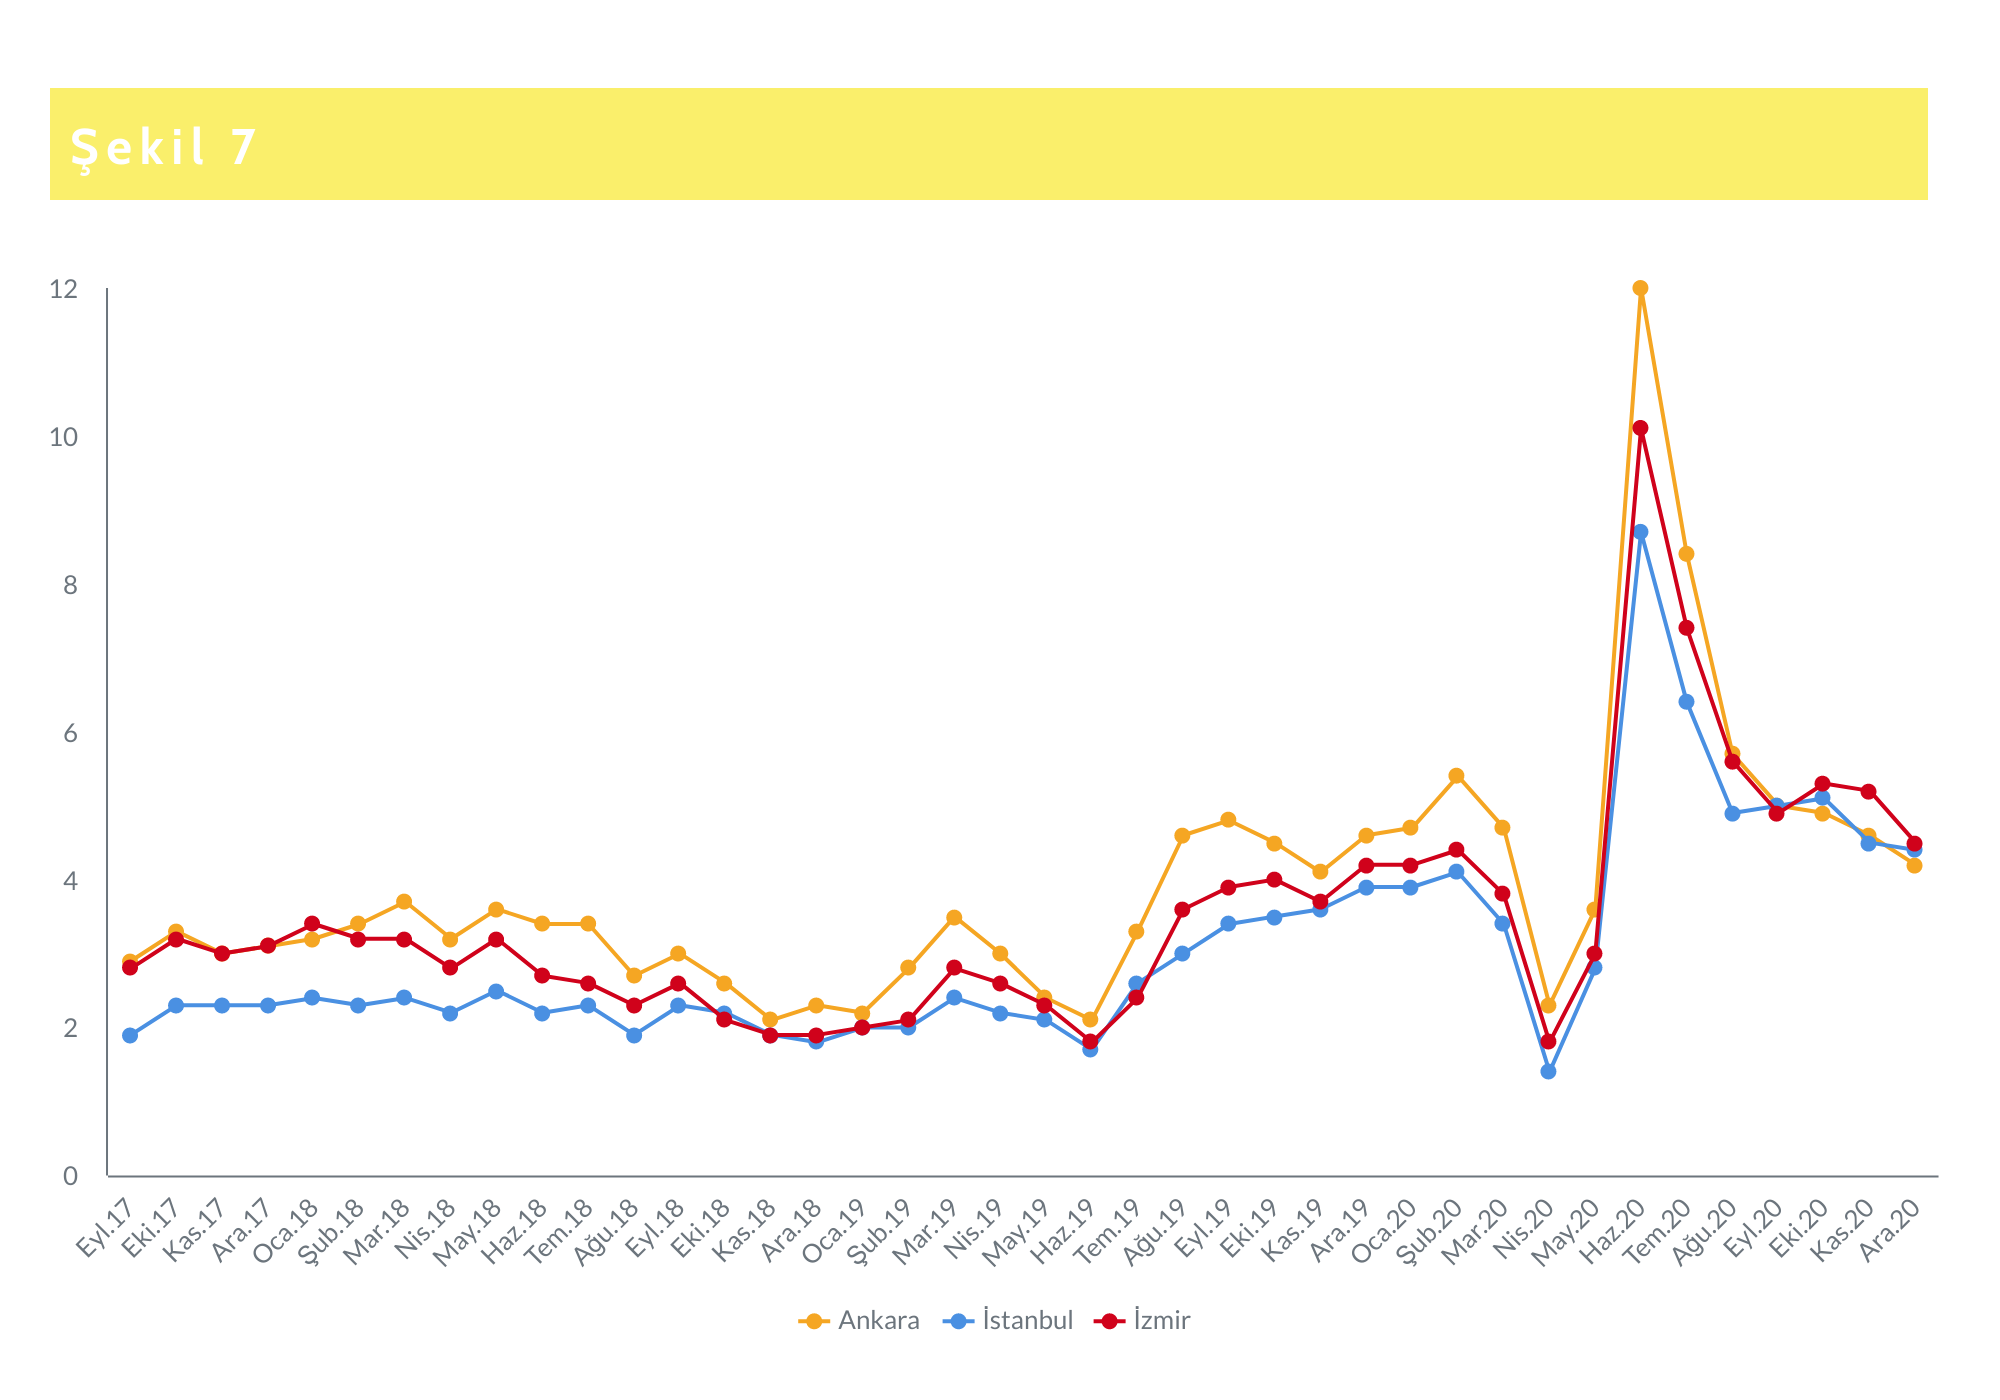 Şekil 7
12
10
8
6
4
2
0
Eyl.17 Eki.17 Kas.17 Ara.17 Oca.18 Şub.18 Mar.18 Nis.18 May.18 Haz.18 Tem.18 Ağu.18 Eyl.18 Eki.18 Kas.18 Ara.18 Oca.19 Şub.19 Mar.19 Nis.19 May.19 Haz.19 Tem.19 Ağu.19 Eyl.19 Eki.19 Kas.19 Ara.19 Oca.20 Şub.20 Mar.20 Nis.20 May.20 Haz.20 Tem.20 Ağu.20 Eyl.20 Eki.20 Kas.20 Ara.20
Ankara İstanbul İzmir